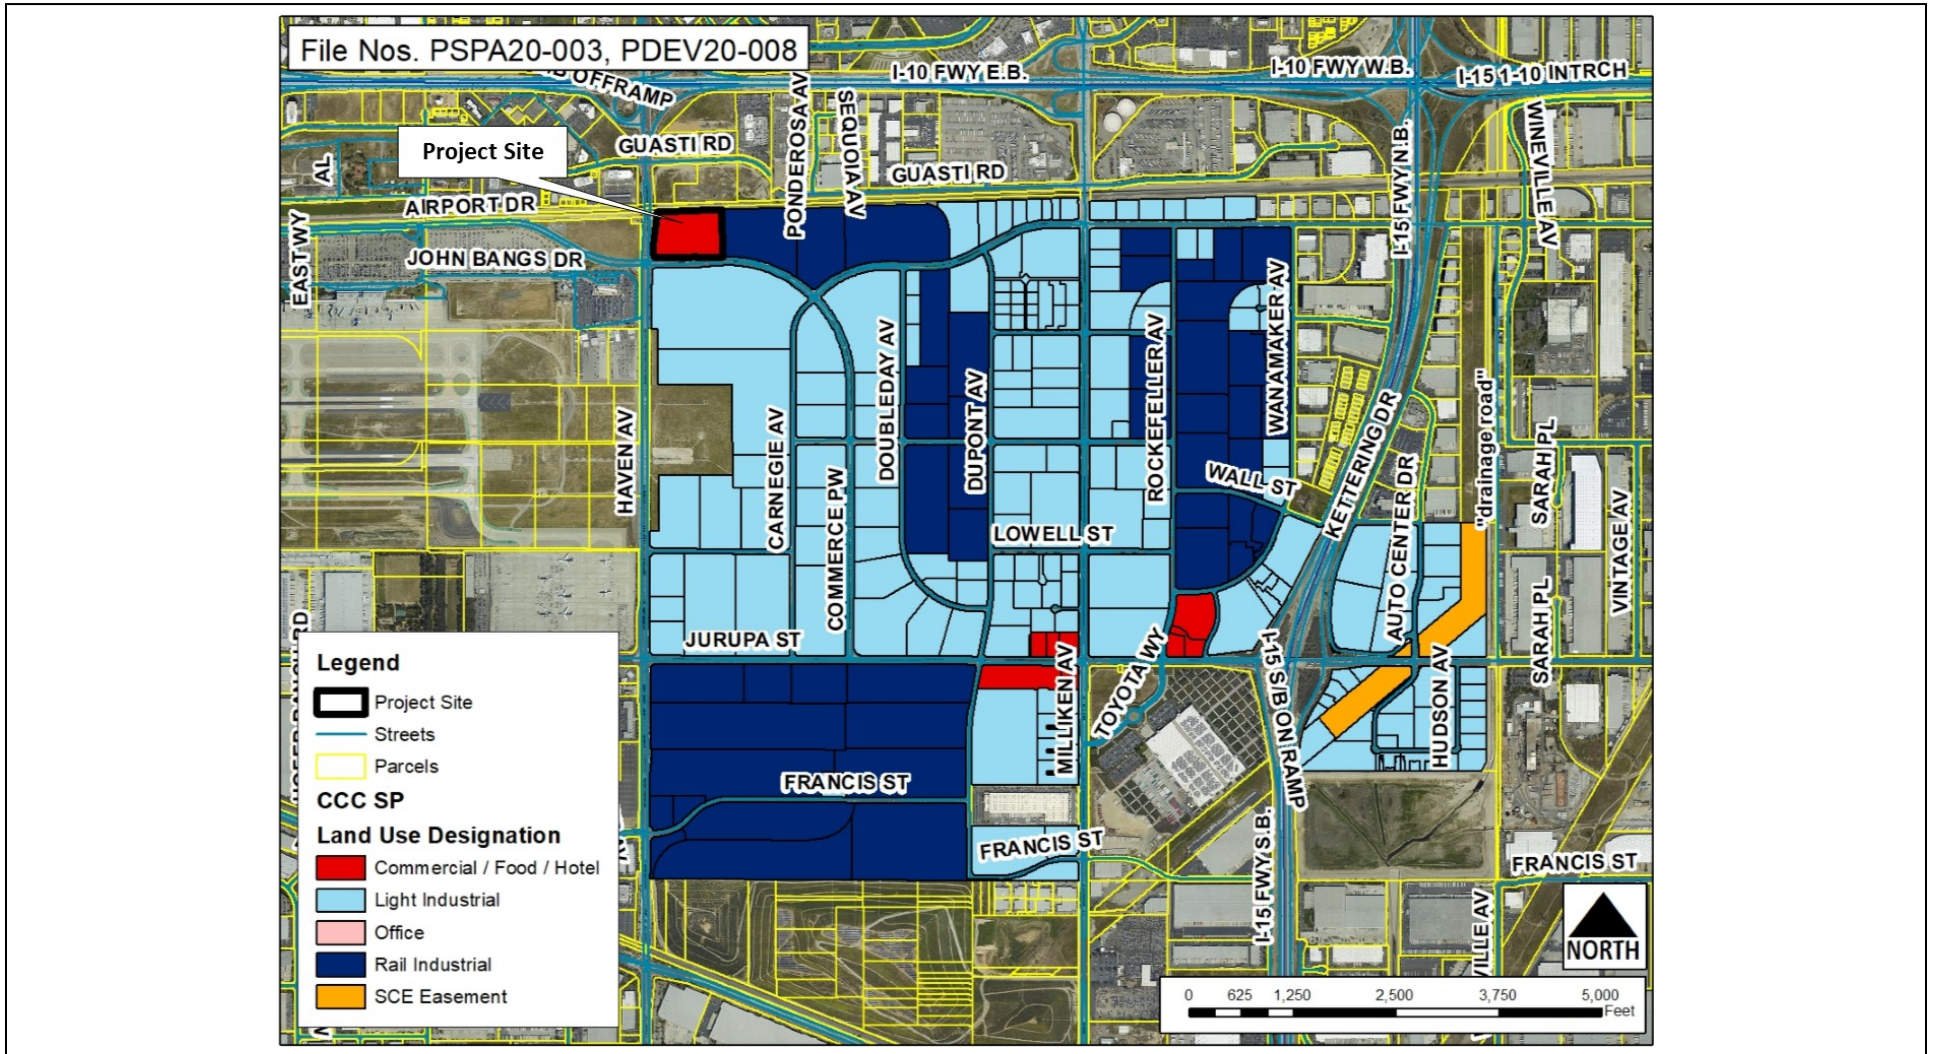 File Nos. PSPA20-003, PDEV20-008
OFFRAMP
I-10 FWY E.B.
I-10 FWY W.B.
I-15 1-10 INTRCH
PONDEROSA AV
SEQUOIA AV
WINEVILLE AV
Project Site
GUASTI RD
GUASTI RD
AL
AIRPORT DR
EAST WY
JOHN BANGS DR
I-15 FWY N.B.
WANAMAKER AV
DOUBLEDAY AV
ROCKEFELLER AV
DUPONT AV
HAVEN AV
CARNEGIE AV
COMMERCE PW
WALL ST
KETTERING DR
AUTO CENTER DR
"drainage road"
SARAH PL
VINTAGE AV
LOWELL ST
JURUPA ST
SARAH PL
MILLIKEN AV
TOYOTA WY
I-15 S/B ON RAMP
HUDSON AV
FRANCIS ST
FRANCIS ST
FRANCIS ST
I-15 FWY S.B.
Legend
Project Site
Streets
Parcels
CCC SP
Land Use Designation
Commercial / Food / Hotel
Light Industrial
Office
Rail Industrial
SCE Easement
NORTH
0 625 1,250 2,500 3,750 5,000
Feet